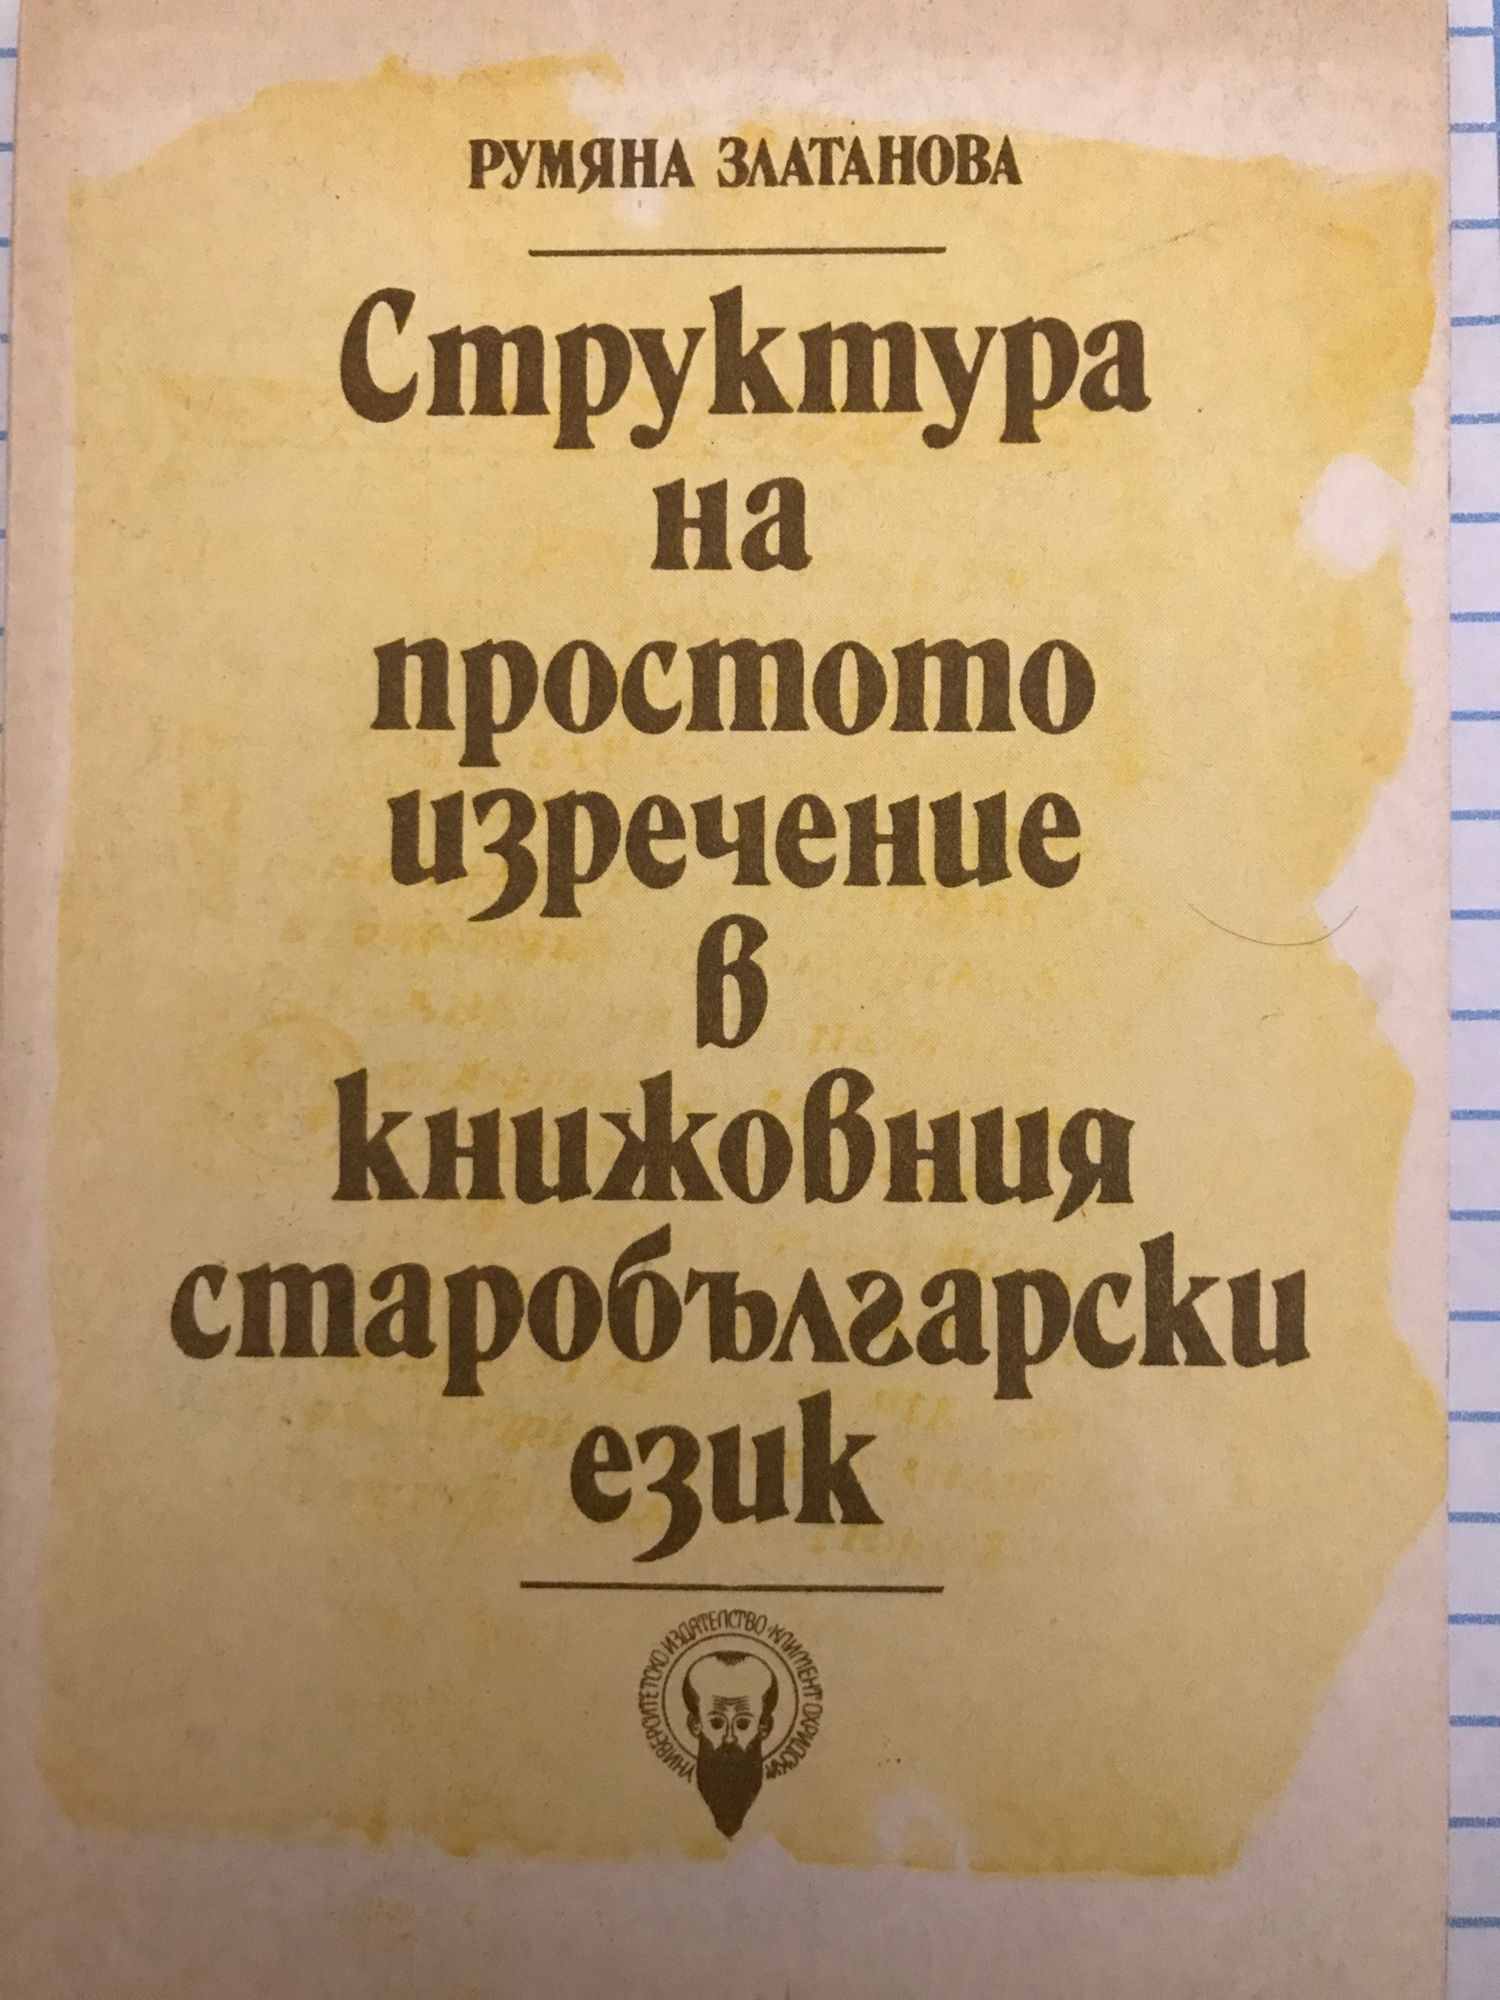 РУМЯНА ЗЛАТАНОВА
Структура
на
простото
изречение
в
книжовния
старобългарски
език
УНИВЕРСИТЕТСКО ИЗДАТЕЛСТВО · КЛИМЕНТ ОХРИДСКИ